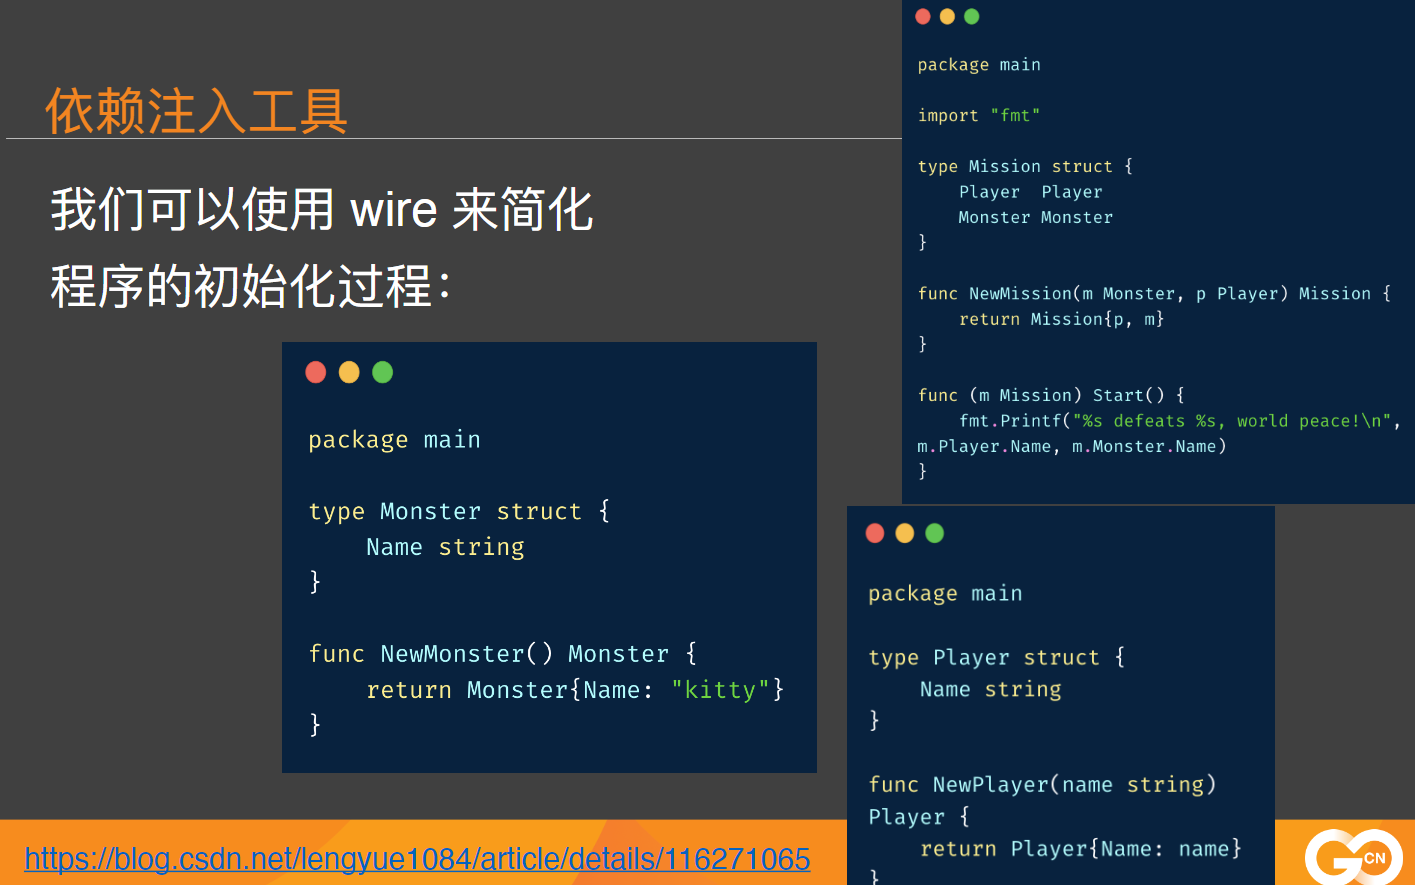 依赖注入工具
我们可以使用 wire 来简化
程序的初始化过程：
package main
type Monster struct {
    Name string
}
func NewMonster() Monster {
    return Monster{Name: "kitty"}
}
package main
import "fmt"
type Mission struct {
    Player  Player
    Monster Monster
}
func NewMission(m Monster, p Player) Mission {
    return Mission{p, m}
}
func (m Mission) Start() {
    fmt.Printf("%s defeats %s, world peace!\n",
m.Player.Name, m.Monster.Name)
}
package main
type Player struct {
    Name string
}
func NewPlayer(name string)
Player {
    return Player{Name: name}
}
https://blog.csdn.net/lengyue1084/article/details/116271065
GO
CN